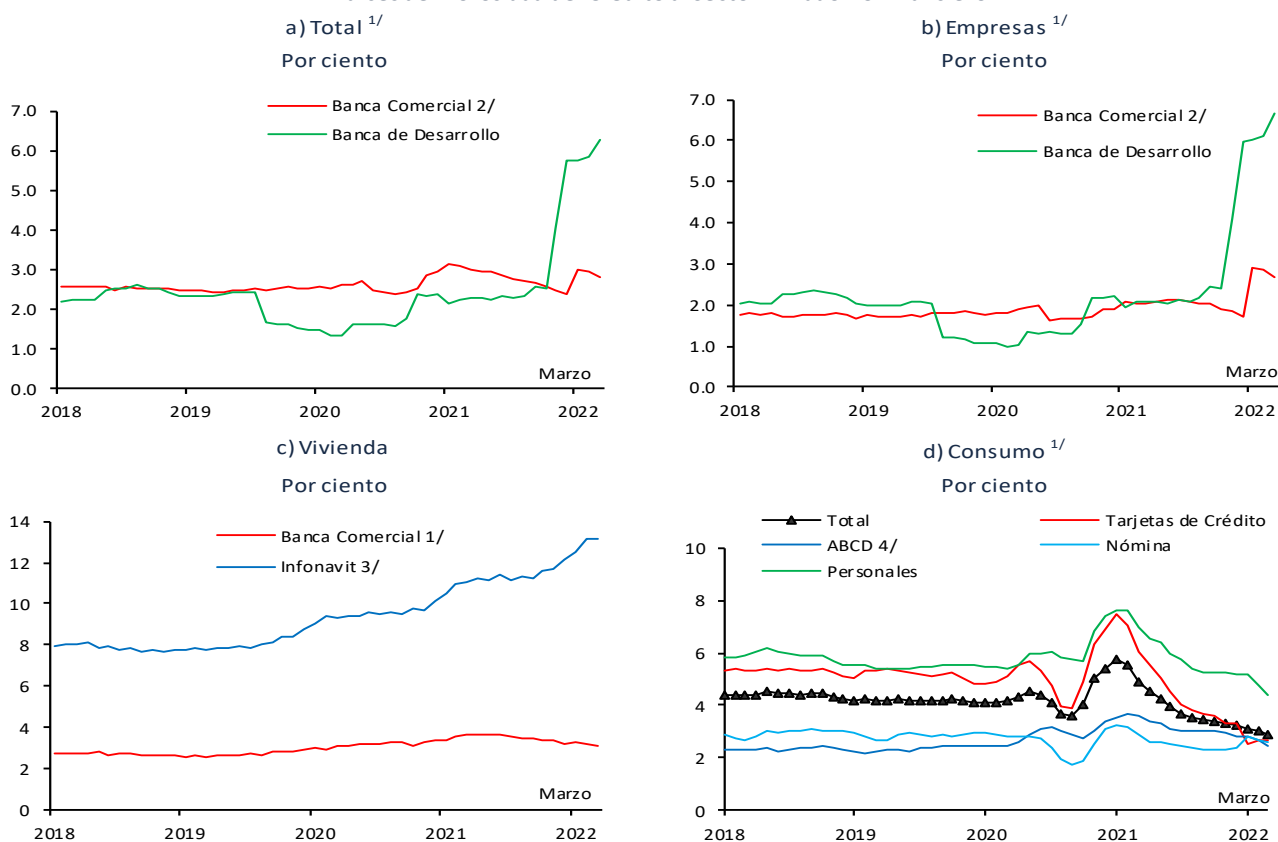 a) Total 1/
Por ciento
7.0
6.0
5.0
4.0
3.0
2.0
1.0
0.0
Banca Comercial 2/
Banca de Desarrollo
Marzo
2018 2019 2020 2021 2022
b) Empresas 1/
Por ciento
7.0
6.0
5.0
4.0
3.0
2.0
1.0
0.0
Banca Comercial 2/
Banca de Desarrollo
Marzo
2018 2019 2020 2021 2022
c) Vivienda
Por ciento
14
12
10
8
6
4
2
0
Banca Comercial 1/
Infonavit 3/
Marzo
2018 2019 2020 2021 2022
d) Consumo 1/
Por ciento
Total
Tarjetas de Crédito
ABCD 4/
Nómina
Personales
10
8
6
4
2
0
Marzo
2018 2019 2020 2021 2022